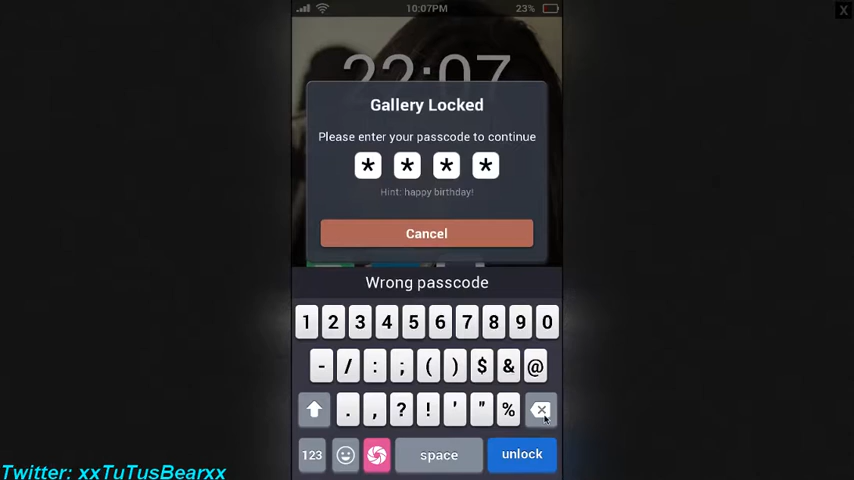 10:07PM 23% X
22:07
Gallery Locked
Please enter your passcode to continue
* * * *
Hint: happy birthday!
Cancel
Wrong passcode
1 2 3 4 5 6 7 8 9 0
- / : ; ( ) $ & @
. , ? ! ' " %
123 space unlock
Twitter: xxTuTusBearxx